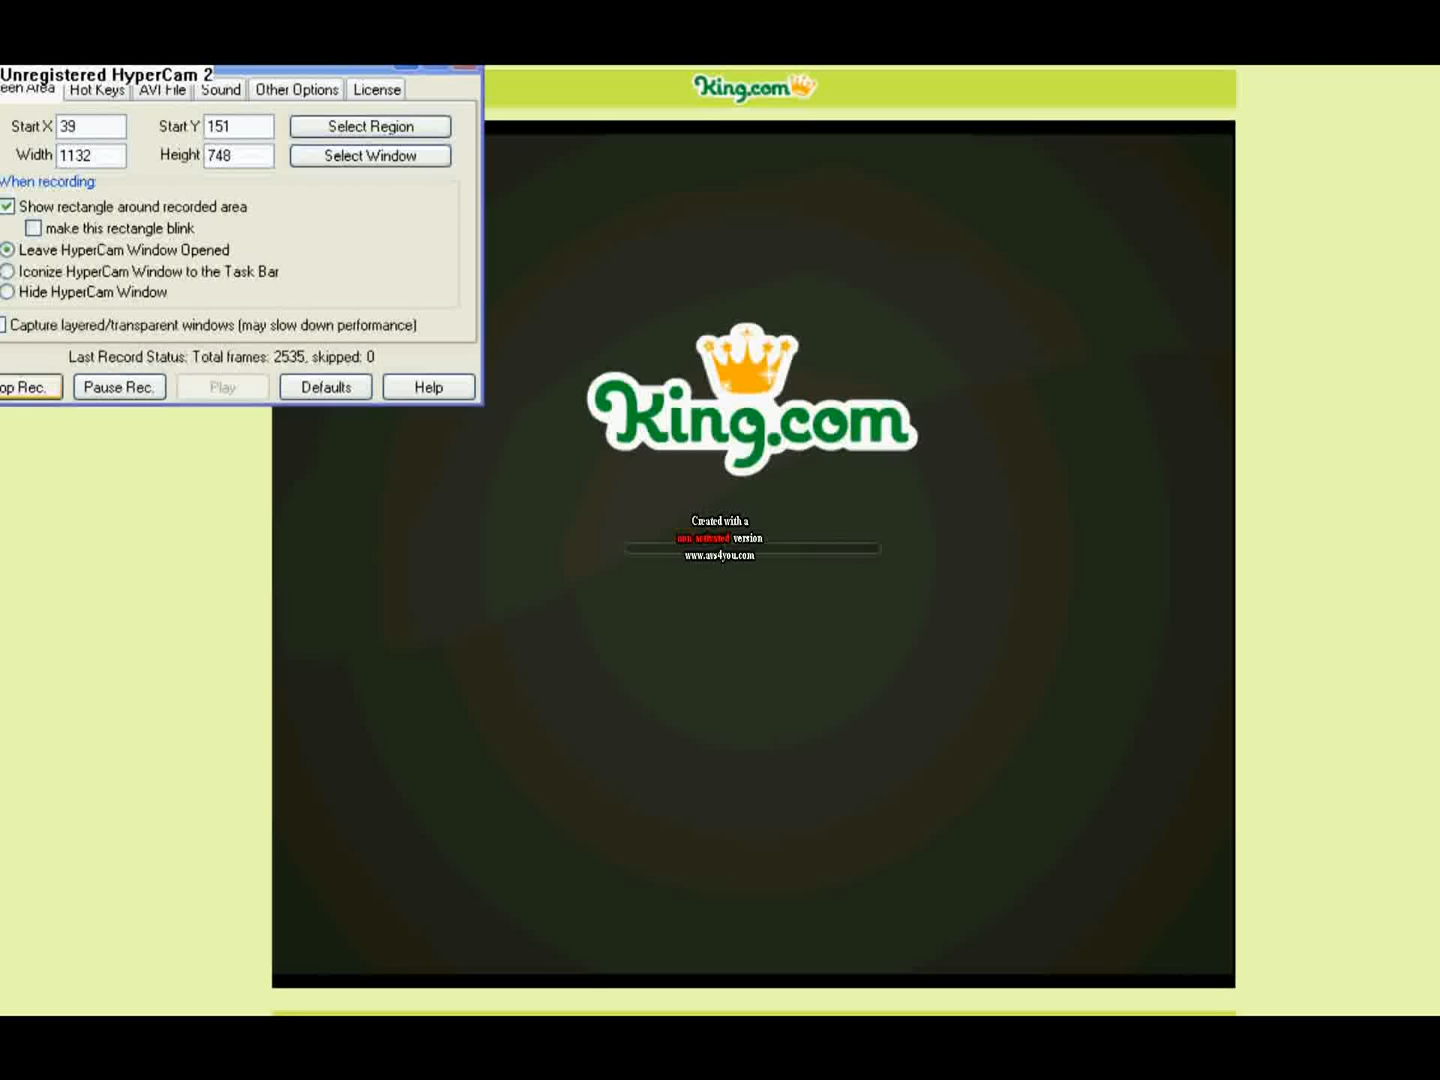 Unregistered HyperCam 2
een Area Hot Keys AVI File Sound Other Options License
Start X 39 Start Y 151 Select Region
Width 1132 Height 748 Select Window
When recording:
Show rectangle around recorded area
make this rectangle blink
Leave HyperCam Window Opened
Iconize HyperCam Window to the Task Bar
Hide HyperCam Window
Capture layered/transparent windows (may slow down performance)
Last Record Status: Total frames: 2535, skipped: 0
op Rec. Pause Rec. Play Defaults Help
King.com
King.com
Created with a
non activated version
www.avs4you.com